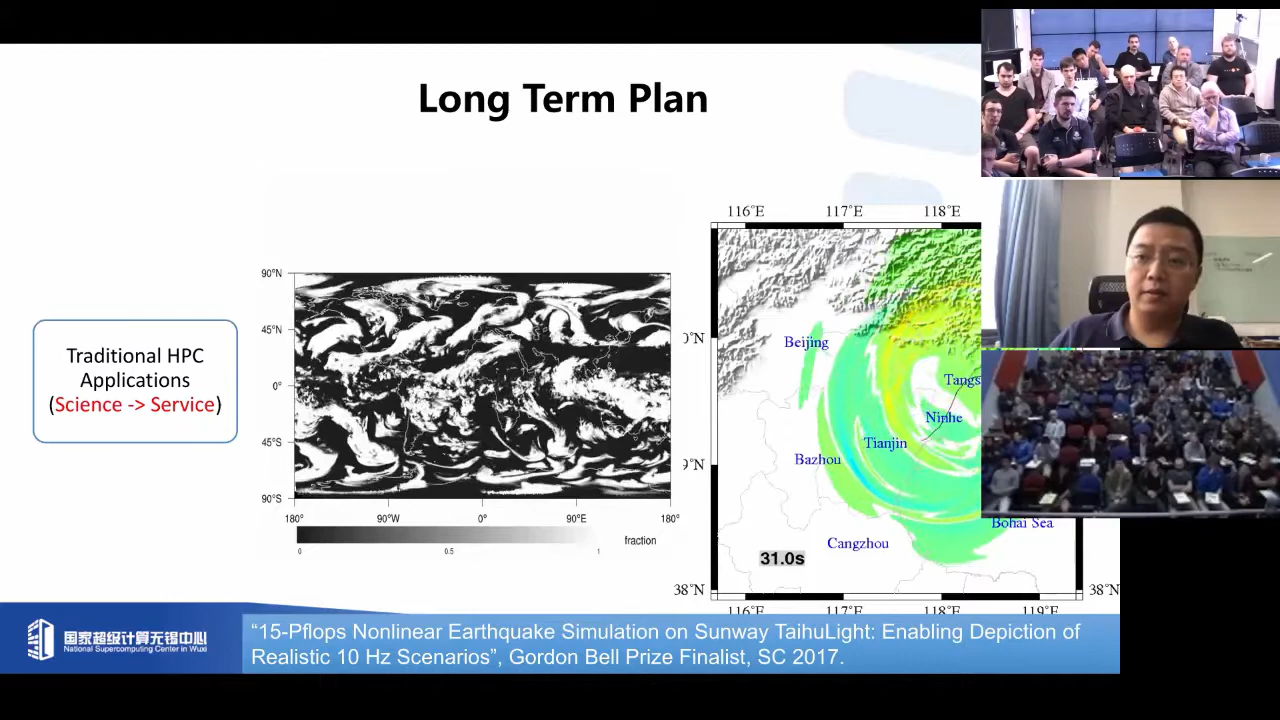 Long Term Plan
Traditional HPC
Applications
(Science -> Service)
90°N
45°N
0°
45°S
90°S
180°
90°W
0°
90°E
180°
0
0.5
1
fraction
116°E
117°E
118°E
Beijing
Tangs
Ninhe
Tianjin
Bazhou
9°N
Bohai Sea
Cangzhou
31.0s
38°N
38°N
116°E
117°E
118°E
119°E
国家超级计算无锡中心
National Supercomputing Center in Wuxi
“15-Pflops Nonlinear Earthquake Simulation on Sunway TaihuLight: Enabling Depiction of
Realistic 10 Hz Scenarios”, Gordon Bell Prize Finalist, SC 2017.